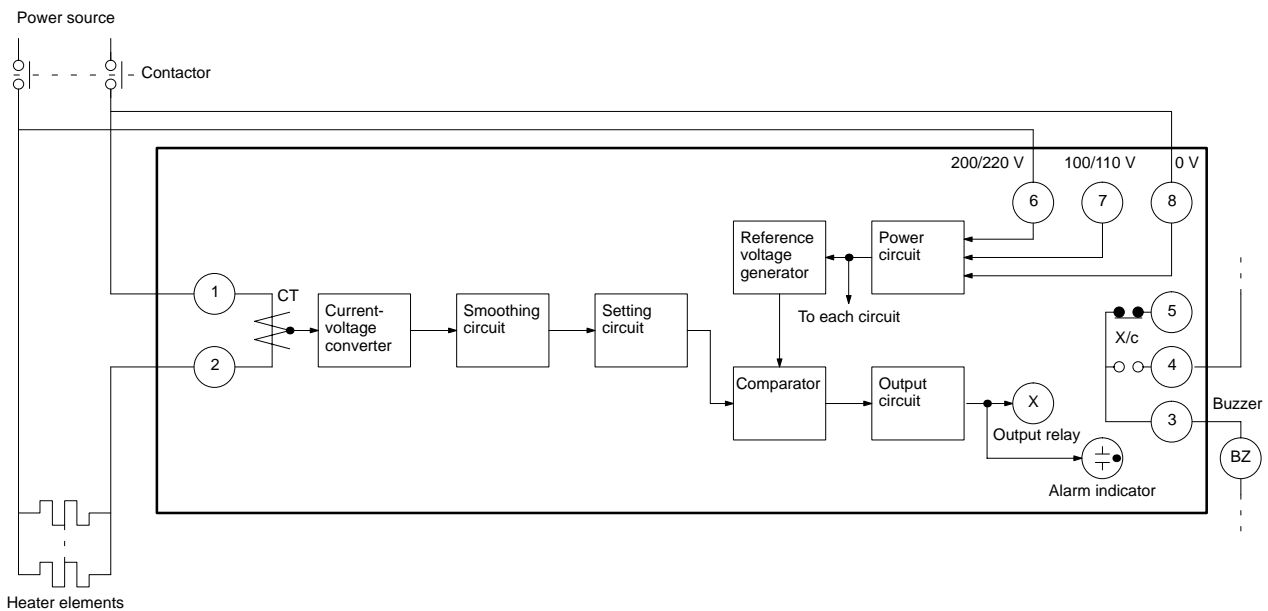 Power source
Contactor
200/220 V
100/110 V
0 V
6
7
8
Reference
voltage
generator
Power
circuit
1
CT
Current-
voltage
converter
Smoothing
circuit
Setting
circuit
To each circuit
5
X/c
2
4
Comparator
Output
circuit
X
Output relay
3
Buzzer
BZ
Alarm indicator
Heater elements